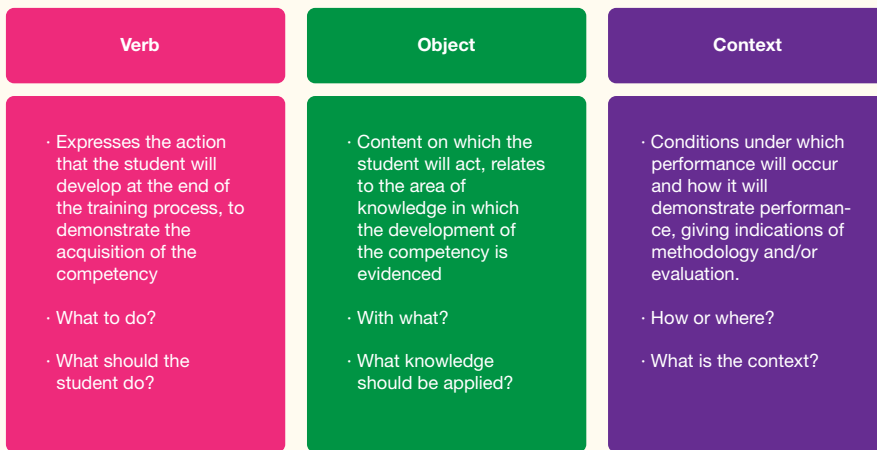 Verb
Object
Context
· Expresses the action
that the student will
develop at the end of
the training process, to
demonstrate the
acquisition of the
competency
· What to do?
· What should the
student do?
· Content on which the
student will act, relates
to the area of
knowledge in which
the development of
the competency is
evidenced
· With what?
· What knowledge
should be applied?
· Conditions under which
performance will occur
and how it will
demonstrate performan-
ce, giving indications of
methodology and/or
evaluation.
· How or where?
· What is the context?